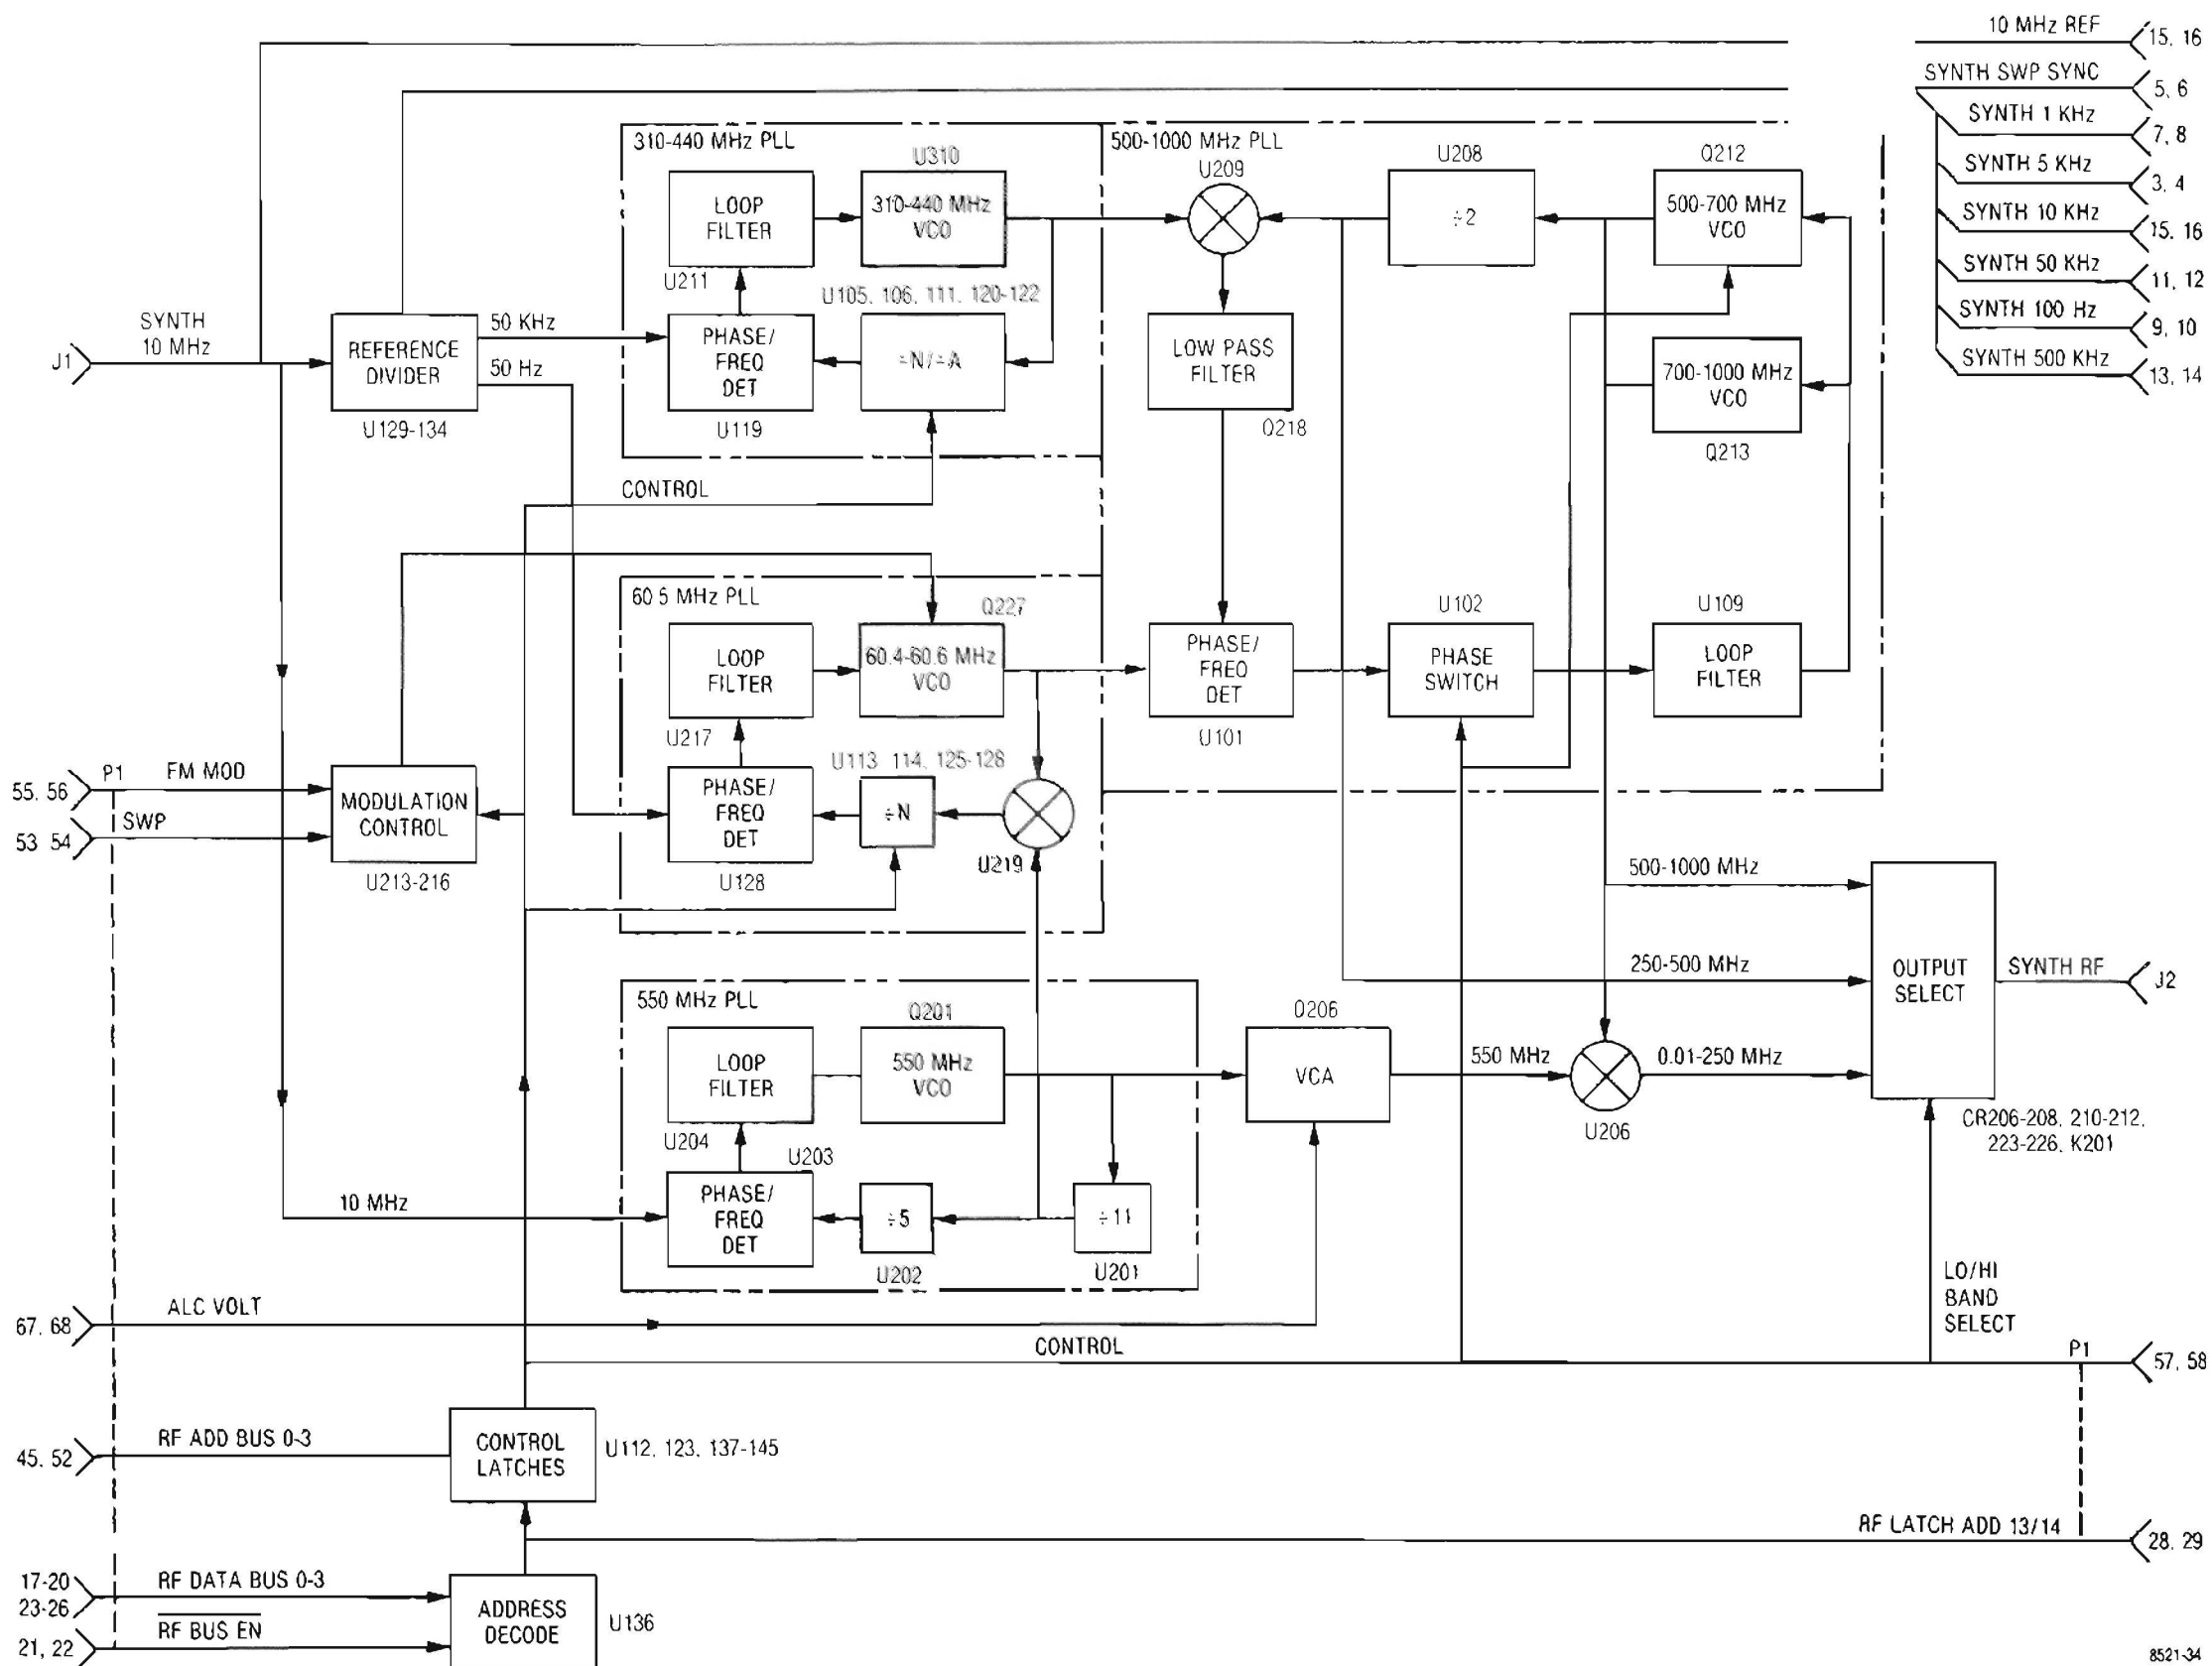 10 MHz REF
15, 16
SYNTH SWP SYNC
5, 6
SYNTH 1 KHz
7, 8
SYNTH 5 KHz
3, 4
SYNTH 10 KHz
15, 16
SYNTH 50 KHz
11, 12
SYNTH 100 Hz
9, 10
SYNTH 500 KHz
13, 14
310-440 MHz PLL
U310
LOOP
FILTER
310-440 MHz
VCO
U211
U105, 106, 111, 120-122
PHASE/
FREQ
DET
÷N/÷A
U119
500-1000 MHz PLL
U209
U208
÷2
Q212
500-700 MHz
VCO
LOW PASS
FILTER
Q218
700-1000 MHz
VCO
Q213
J1
SYNTH
10 MHz
REFERENCE
DIVIDER
U129-134
50 KHz
50 Hz
CONTROL
60.5 MHz PLL
Q227
LOOP
FILTER
60.4-60.6 MHz
VCO
U217
U113, 114, 125-128
PHASE/
FREQ
DET
÷N
U128
U219
PHASE/
FREQ
DET
U101
U102
PHASE
SWITCH
U109
LOOP
FILTER
55, 56
P1
FM MOD
53, 54
SWP
MODULATION
CONTROL
U213-216
500-1000 MHz
250-500 MHz
OUTPUT
SELECT
SYNTH RF
J2
550 MHz PLL
Q201
LOOP
FILTER
550 MHz
VCO
U204
U203
PHASE/
FREQ
DET
÷5
÷11
U202
U201
Q206
VCA
550 MHz
U206
0.01-250 MHz
CR206-208, 210-212,
223-226, K201
10 MHz
67, 68
ALC VOLT
LO/HI
BAND
SELECT
CONTROL
P1
57, 58
45, 52
RF ADD BUS 0-3
CONTROL
LATCHES
U112, 123, 137-145
RF LATCH ADD 13/14
28, 29
17-20
23-26
RF DATA BUS 0-3
21, 22
RF BUS EN
ADDRESS
DECODE
U136
8521-34